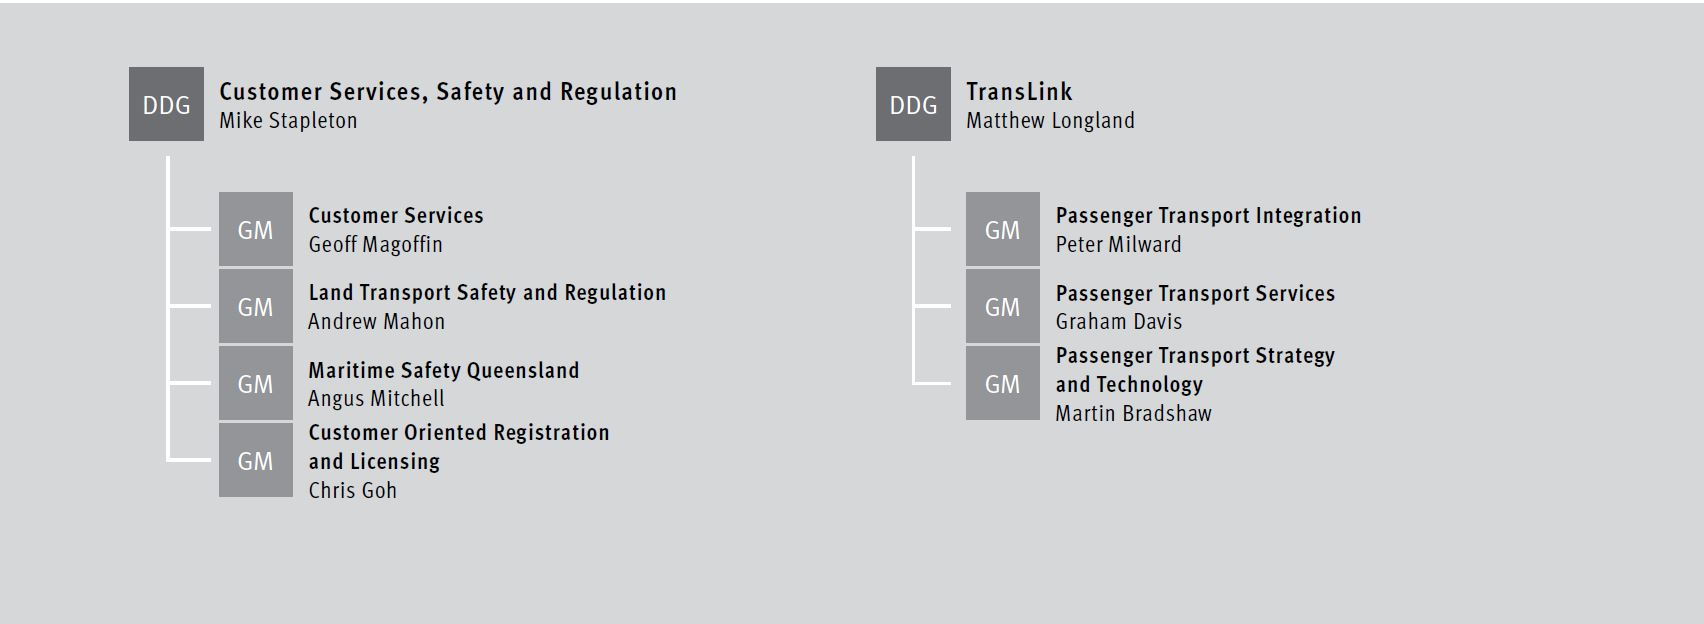 DDG
Customer Services, Safety and Regulation
Mike Stapleton
GM
Customer Services
Geoff Magoffin
GM
Land Transport Safety and Regulation
Andrew Mahon
GM
Maritime Safety Queensland
Angus Mitchell
GM
Customer Oriented Registration
and Licensing
Chris Goh
DDG
TransLink
Matthew Longland
GM
Passenger Transport Integration
Peter Milward
GM
Passenger Transport Services
Graham Davis
GM
Passenger Transport Strategy
and Technology
Martin Bradshaw